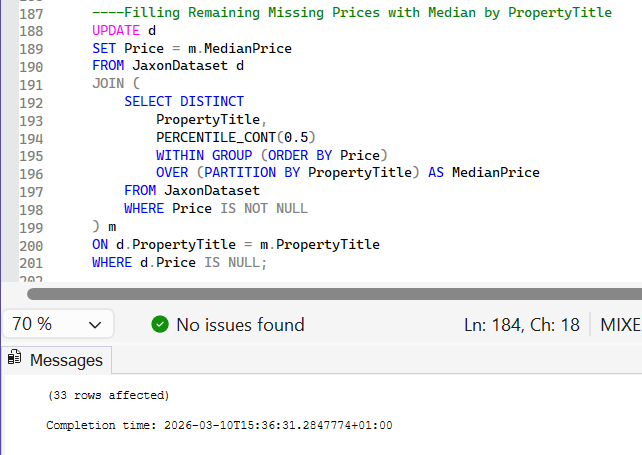 187 ----Filling Remaining Missing Prices with Median by PropertyTitle
188 UPDATE d
189 SET Price = m.MedianPrice
190 FROM JaxonDataset d
191 JOIN (
192 SELECT DISTINCT
193 PropertyTitle,
194 PERCENTILE_CONT(0.5)
195 WITHIN GROUP (ORDER BY Price)
196 OVER (PARTITION BY PropertyTitle) AS MedianPrice
197 FROM JaxonDataset
198 WHERE Price IS NOT NULL
199 ) m
200 ON d.PropertyTitle = m.PropertyTitle
201 WHERE d.Price IS NULL;
70 % No issues found Ln: 184, Ch: 18 MIXE
Messages
(33 rows affected)
Completion time: 2026-03-10T15:36:31.2847774+01:00